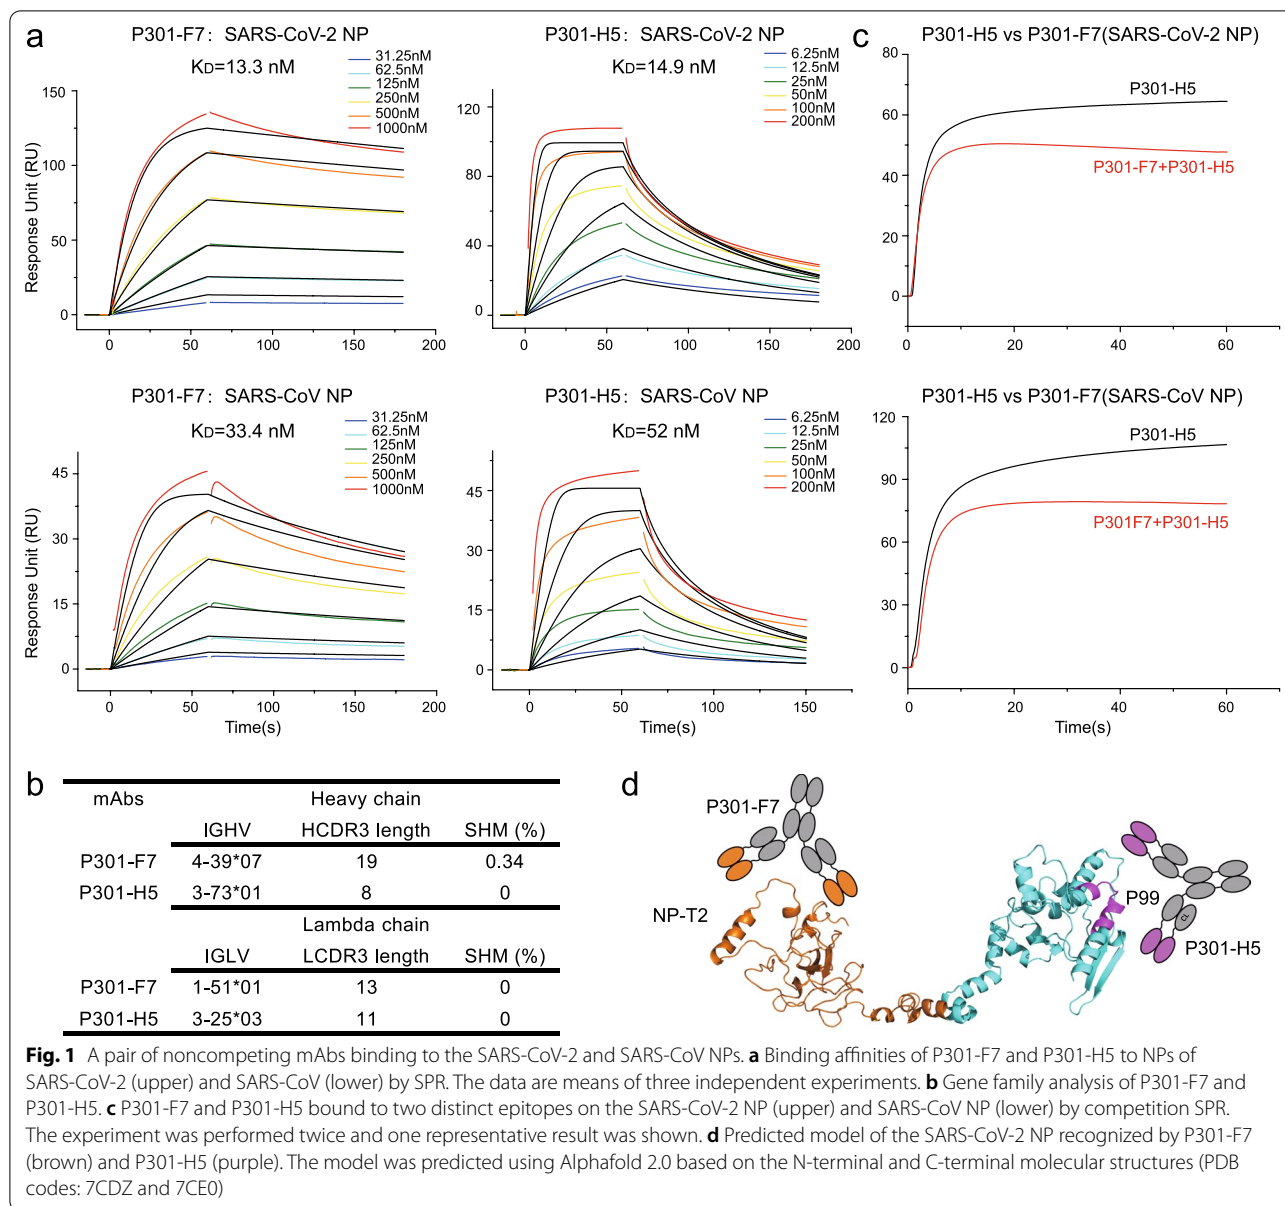 a
P301-F7: SARS-CoV-2 NP
KD=13.3 nM
31.25nM
62.5nM
125nM
250nM
500nM
1000nM
Response Unit (RU)
150
100
50
0
0 50 100 150 200
P301-H5: SARS-CoV-2 NP
KD=14.9 nM
6.25nM
12.5nM
25nM
50nM
100nM
200nM
120
80
40
0
0 50 100 150 200
c
P301-H5 vs P301-F7(SARS-CoV-2 NP)
80
60
40
20
0
P301-H5
P301-F7+P301-H5
0 20 40 60
P301-F7: SARS-CoV NP
KD=33.4 nM
31.25nM
62.5nM
125nM
250nM
500nM
1000nM
Response Unit (RU)
45
30
15
0
0 50 100 150 200
Time(s)
P301-H5: SARS-CoV NP
KD=52 nM
6.25nM
12.5nM
25nM
50nM
100nM
200nM
45
30
15
0
0 50 100 150
Time(s)
P301-H5 vs P301-F7(SARS-CoV NP)
120
90
60
30
0
P301-H5
P301F7+P301-H5
0 20 40 60
Time(s)
b
mAbs Heavy chain
IGHV HCDR3 length SHM (%)
P301-F7 4-39*07 19 0.34
P301-H5 3-73*01 8 0
Lambda chain
IGLV LCDR3 length SHM (%)
P301-F7 1-51*01 13 0
P301-H5 3-25*03 11 0
d
P301-F7
NP-T2
P99
CL
P301-H5
Fig. 1 A pair of noncompeting mAbs binding to the SARS-CoV-2 and SARS-CoV NPs. a Binding affinities of P301-F7 and P301-H5 to NPs of
SARS-CoV-2 (upper) and SARS-CoV (lower) by SPR. The data are means of three independent experiments. b Gene family analysis of P301-F7 and
P301-H5. c P301-F7 and P301-H5 bound to two distinct epitopes on the SARS-CoV-2 NP (upper) and SARS-CoV NP (lower) by competition SPR.
The experiment was performed twice and one representative result was shown. d Predicted model of the SARS-CoV-2 NP recognized by P301-F7
(brown) and P301-H5 (purple). The model was predicted using Alphafold 2.0 based on the N-terminal and C-terminal molecular structures (PDB
codes: 7CDZ and 7CE0)